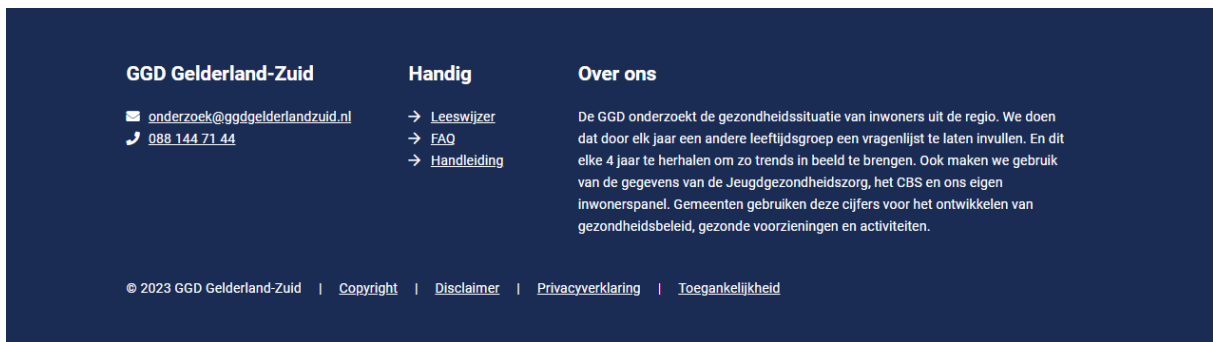 GGD Gelderland-Zuid
onderzoek@ggdgelderlandzuid.nl
088 144 71 44
Handig
Leeswijzer
FAQ
Handleiding
Over ons
De GGD onderzoekt de gezondheidssituatie van inwoners uit de regio. We doen
dat door elk jaar een andere leeftijdsgroep een vragenlijst te laten invullen. En dit
elke 4 jaar te herhalen om zo trends in beeld te brengen. Ook maken we gebruik
van de gegevens van de Jeugdgezondheidszorg, het CBS en ons eigen
inwonerspanel. Gemeenten gebruiken deze cijfers voor het ontwikkelen van
gezondheidsbeleid, gezonde voorzieningen en activiteiten.
© 2023 GGD Gelderland-Zuid | Copyright | Disclaimer | Privacyverklaring | Toegankelijkheid